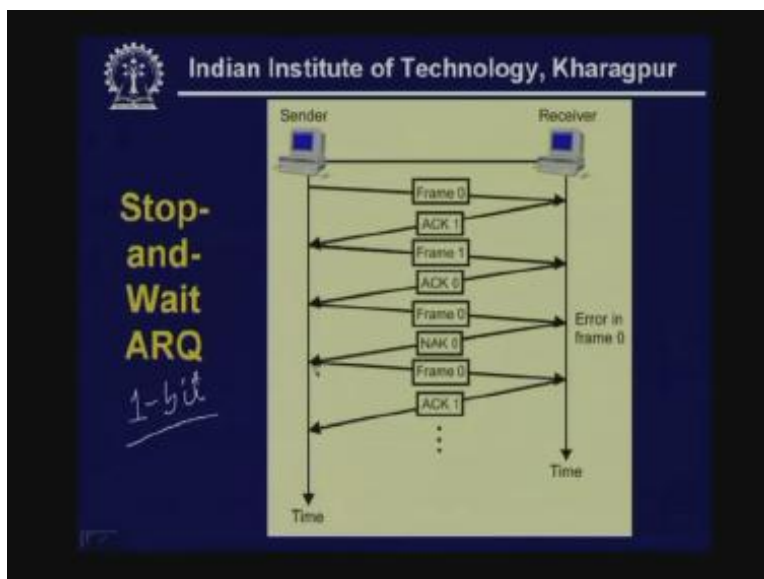 Indian Institute of Technology, Kharagpur
Sender
Receiver
Stop-
and-
Wait
ARQ
1-bit
Frame 0
ACK 1
Frame 1
ACK 0
Frame 0
Error in
frame 0
NAK 0
Frame 0
ACK 1
Time
Time